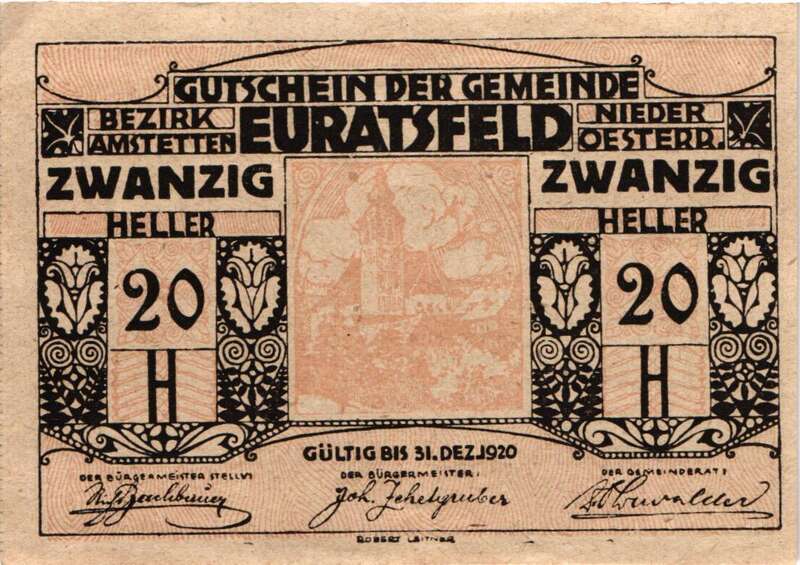 GUTSCHEIN DER GEMEINDE
BEZIRK AMSTETTEN
EURATSFELD
NIEDER OESTERR.
ZWANZIG
ZWANZIG
HELLER
HELLER
20
20
H
H
GÜLTIG BIS 31. DEZ. 1920
DER BÜRGERMEISTER STELLV:
DER BÜRGERMEISTER:
DER GEMEINDERAT:
Joh. Zehetgruber
ROBERT LEITNER